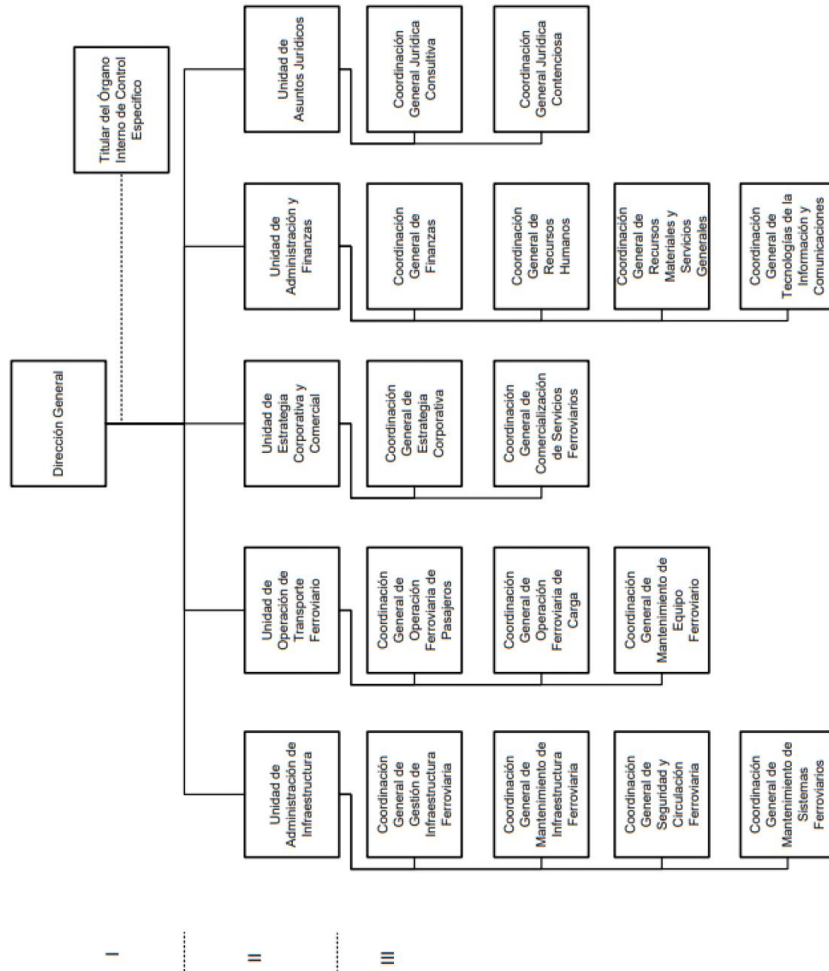 I
Dirección General
Titular del Órgano
Interno de Control
Específico
II
Unidad de
Administración de
Infraestructura
Unidad de
Operación de
Transporte
Ferroviario
Unidad de
Estrategia
Corporativa y
Comercial
Unidad de
Administración y
Finanzas
Unidad de
Asuntos Jurídicos
III
Coordinación
General de
Gestión de
Infraestructura
Ferroviaria
Coordinación
General de
Operación
Ferroviaria de
Pasajeros
Coordinación
General de
Estrategia
Corporativa
Coordinación
General de
Finanzas
Coordinación
General Jurídica
Consultiva
Coordinación
General de
Mantenimiento de
Infraestructura
Ferroviaria
Coordinación
General de
Operación
Ferroviaria de
Carga
Coordinación
General de
Comercialización
de Servicios
Ferroviarios
Coordinación
General de
Recursos
Humanos
Coordinación
General Jurídica
Contenciosa
Coordinación
General de
Seguridad y
Circulación
Ferroviaria
Coordinación
General de
Mantenimiento de
Equipo
Ferroviario
Coordinación
General de
Recursos
Materiales y
Servicios
Generales
Coordinación
General de
Mantenimiento de
Sistemas
Ferroviarios
Coordinación
General de
Tecnologías de la
Información y
Comunicaciones